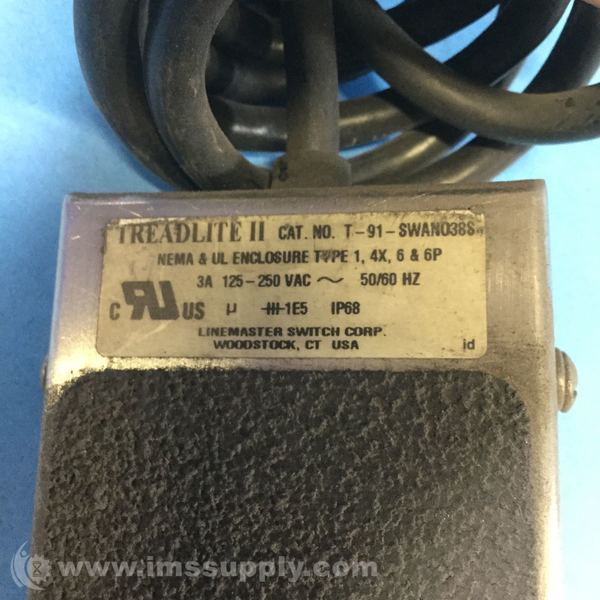 TREADLITE II CAT. NO. T-91-SWANO38S
NEMA & UL ENCLOSURE TYPE 1, 4X, 6 & 6P
3A 125-250 VAC ~ 50/60 HZ
C RU US µ 1E5 IP68
LINEMASTER SWITCH CORP.
WOODSTOCK, CT USA id
www.imssupply.com